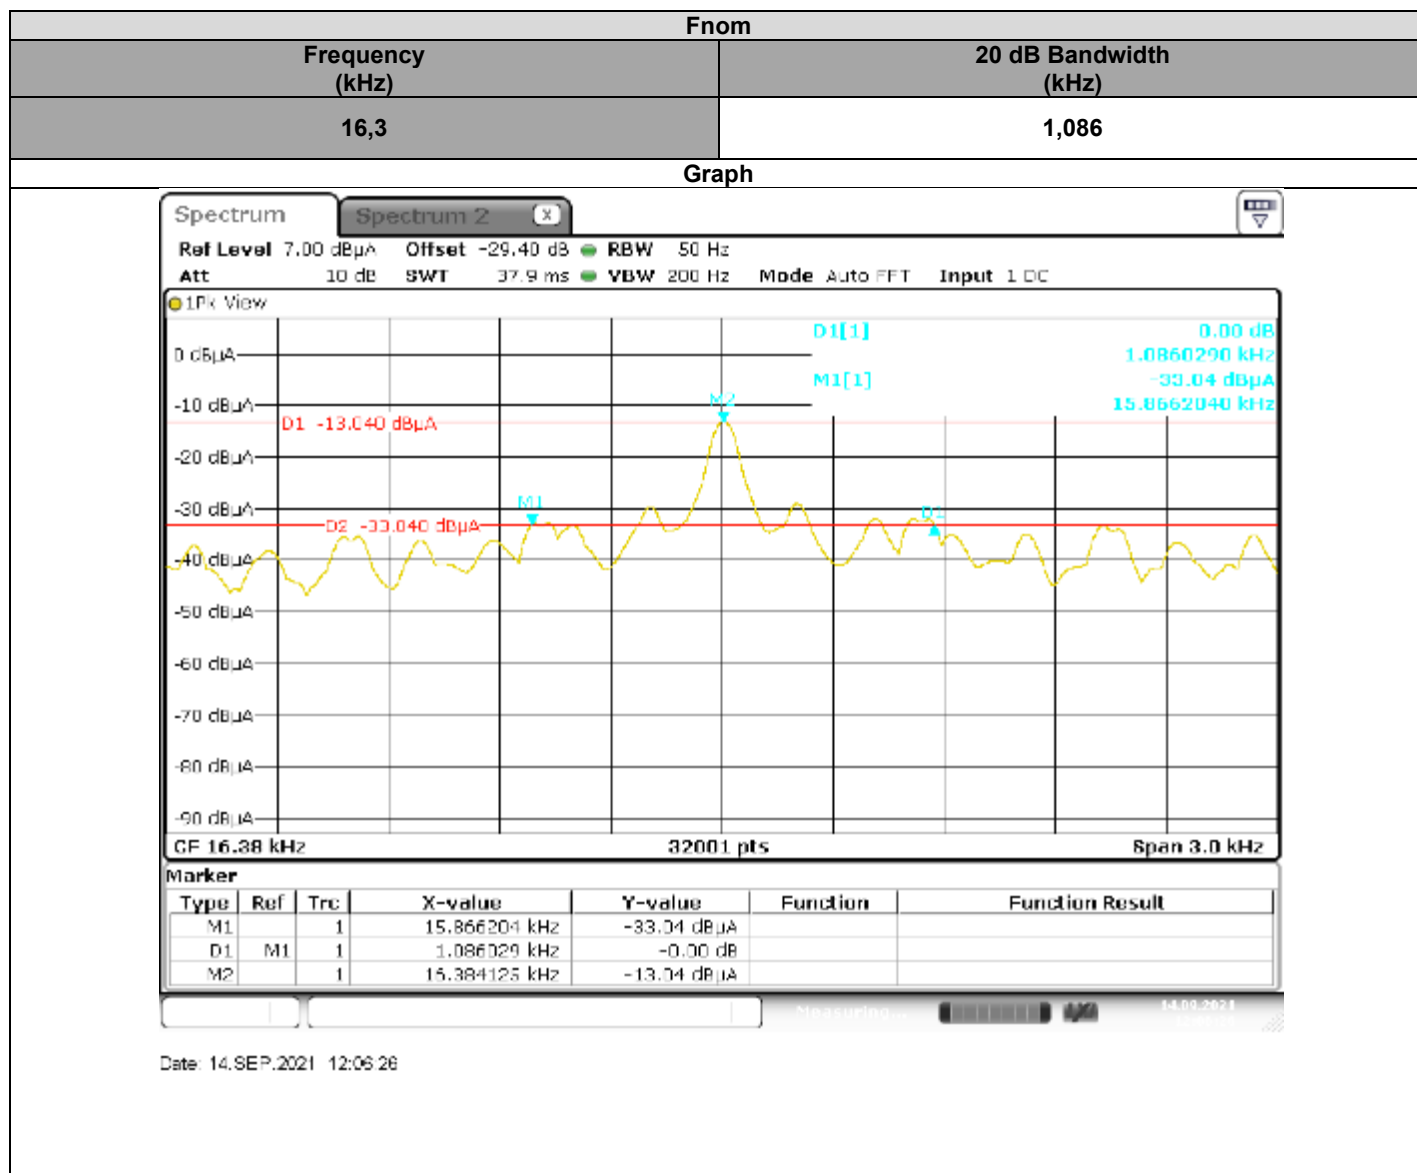 Fnom
Frequency
(kHz)
20 dB Bandwidth
(kHz)
16,3
1,086
Graph
Spectrum
Spectrum 2
X
Ref Level 7.00 dBµA Offset -29.40 dB RBW 50 Hz
Att 10 dB SWT 37.9 ms VBW 200 Hz Mode Auto FFT Input 1 DC
1Pk View
D1[1] 0.00 dB
1.0860290 kHz
M1[1] -33.04 dBµA
15.8662040 kHz
0 dBµA
-10 dBµA
M2
D1 -13.040 dBµA
-20 dBµA
-30 dBµA
M1
D1
D2 -33.040 dBµA
-40 dBµA
-50 dBµA
-60 dBµA
-70 dBµA
-80 dBµA
-90 dBµA
CF 16.38 kHz 32001 pts Span 3.0 kHz
Marker
Type Ref Trc X-value Y-value Function Function Result
M1 1 15.866204 kHz -33.04 dBµA
D1 M1 1 1.086029 kHz -0.00 dB
M2 1 16.384125 kHz -13.04 dBµA
Measuring...
14.09.2021
Date: 14.SEP.2021 12:06:26